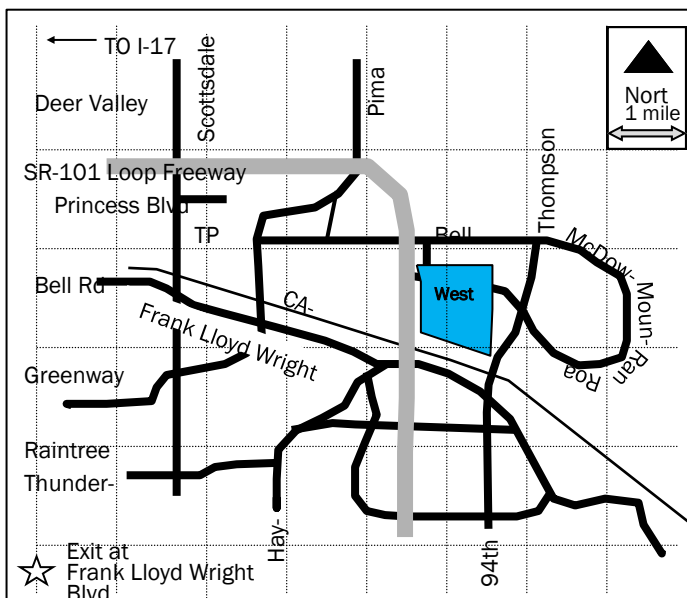 TO I-17
Scottsdale
Pima
Nort
1 mile
Deer Valley
SR-101 Loop Freeway
Princess Blvd
TP
Bell
Thompson
McDow-
Moun-
Ran
Roa
Bell Rd
CA-
West
Frank Lloyd Wright
Greenway
Raintree
Thunder-
Hay-
94th
Exit at
Frank Lloyd Wright
Blvd